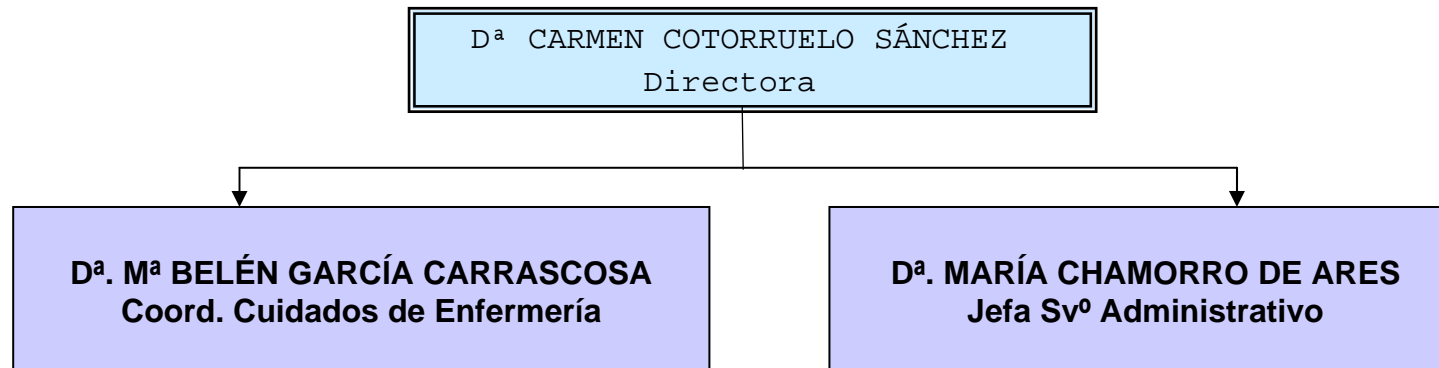 Dª CARMEN COTORRUELO SÁNCHEZ
Directora
Dª. Mª BELÉN GARCÍA CARRASCOSA
Coord. Cuidados de Enfermería
Dª. MARÍA CHAMORRO DE ARES
Jefa Svº Administrativo